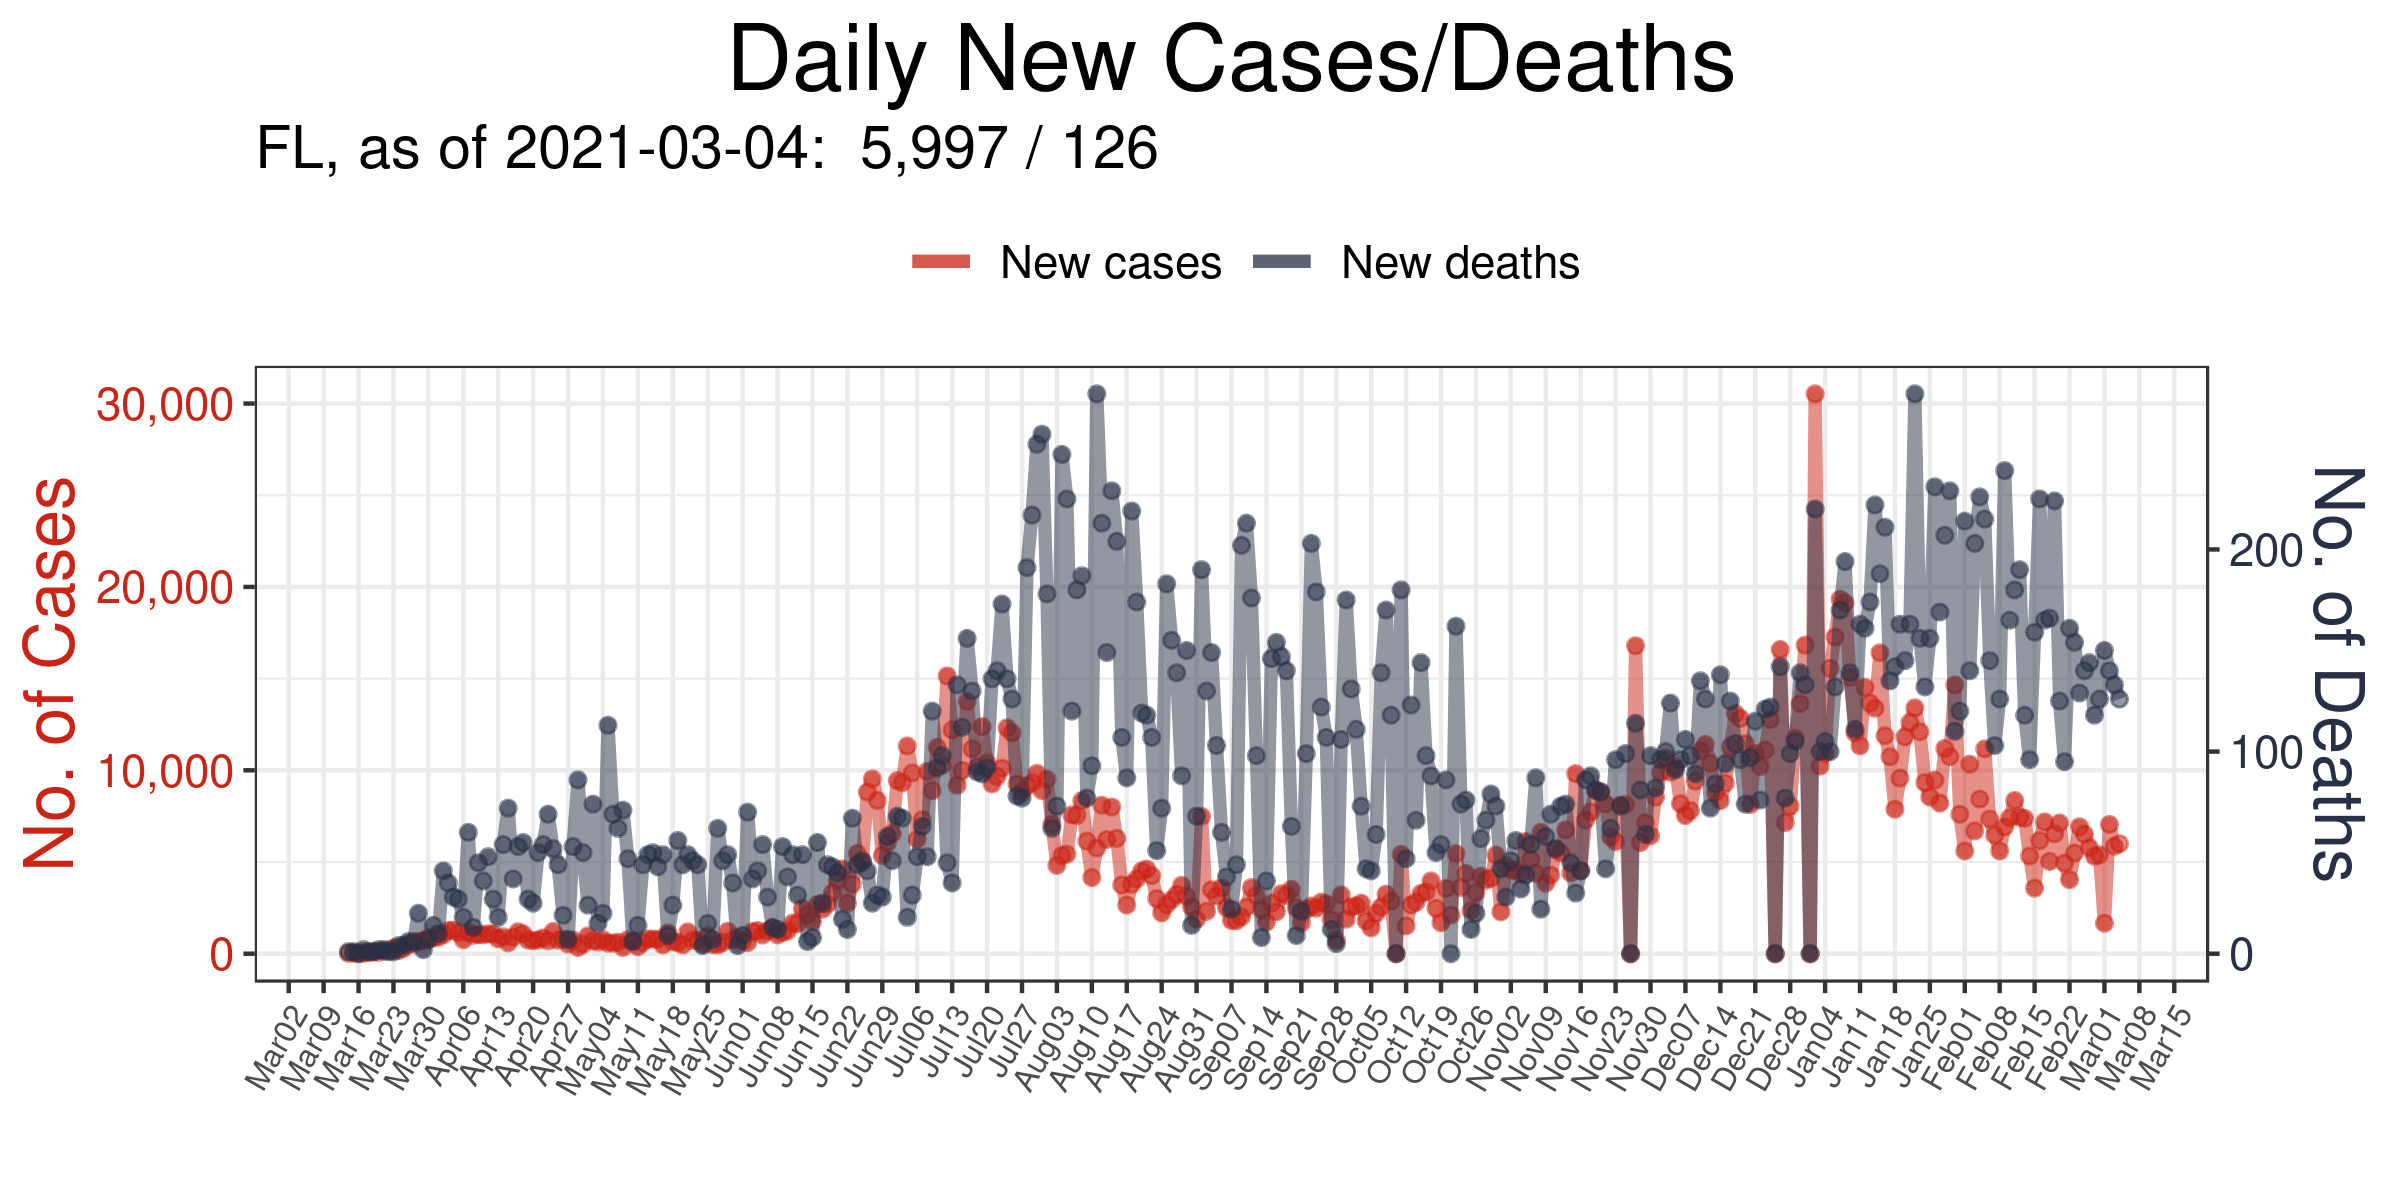 Daily New Cases/Deaths
FL, as of 2021-03-04:  5,997 / 126
New cases
New deaths
No. of Cases
30,000
20,000
10,000
0
No. of Deaths
200
100
0
Mar02
Mar09
Mar16
Mar23
Mar30
Apr06
Apr13
Apr20
Apr27
May04
May11
May18
May25
Jun01
Jun08
Jun15
Jun22
Jun29
Jul06
Jul13
Jul20
Jul27
Aug03
Aug10
Aug17
Aug24
Aug31
Sep07
Sep14
Sep21
Sep28
Oct05
Oct12
Oct19
Oct26
Nov02
Nov09
Nov16
Nov23
Nov30
Dec07
Dec14
Dec21
Dec28
Jan04
Jan11
Jan18
Jan25
Feb01
Feb08
Feb15
Feb22
Mar01
Mar08
Mar15